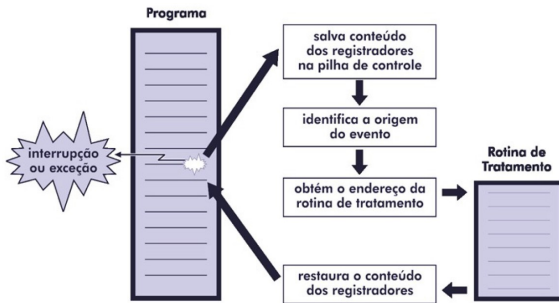 Programa
salva conteúdo
dos registradores
na pilha de controle
identifica a origem
do evento
interrupção
ou exceção
obtém o endereço da
rotina de tratamento
Rotina de
Tratamento
restaura o conteúdo
dos registradores